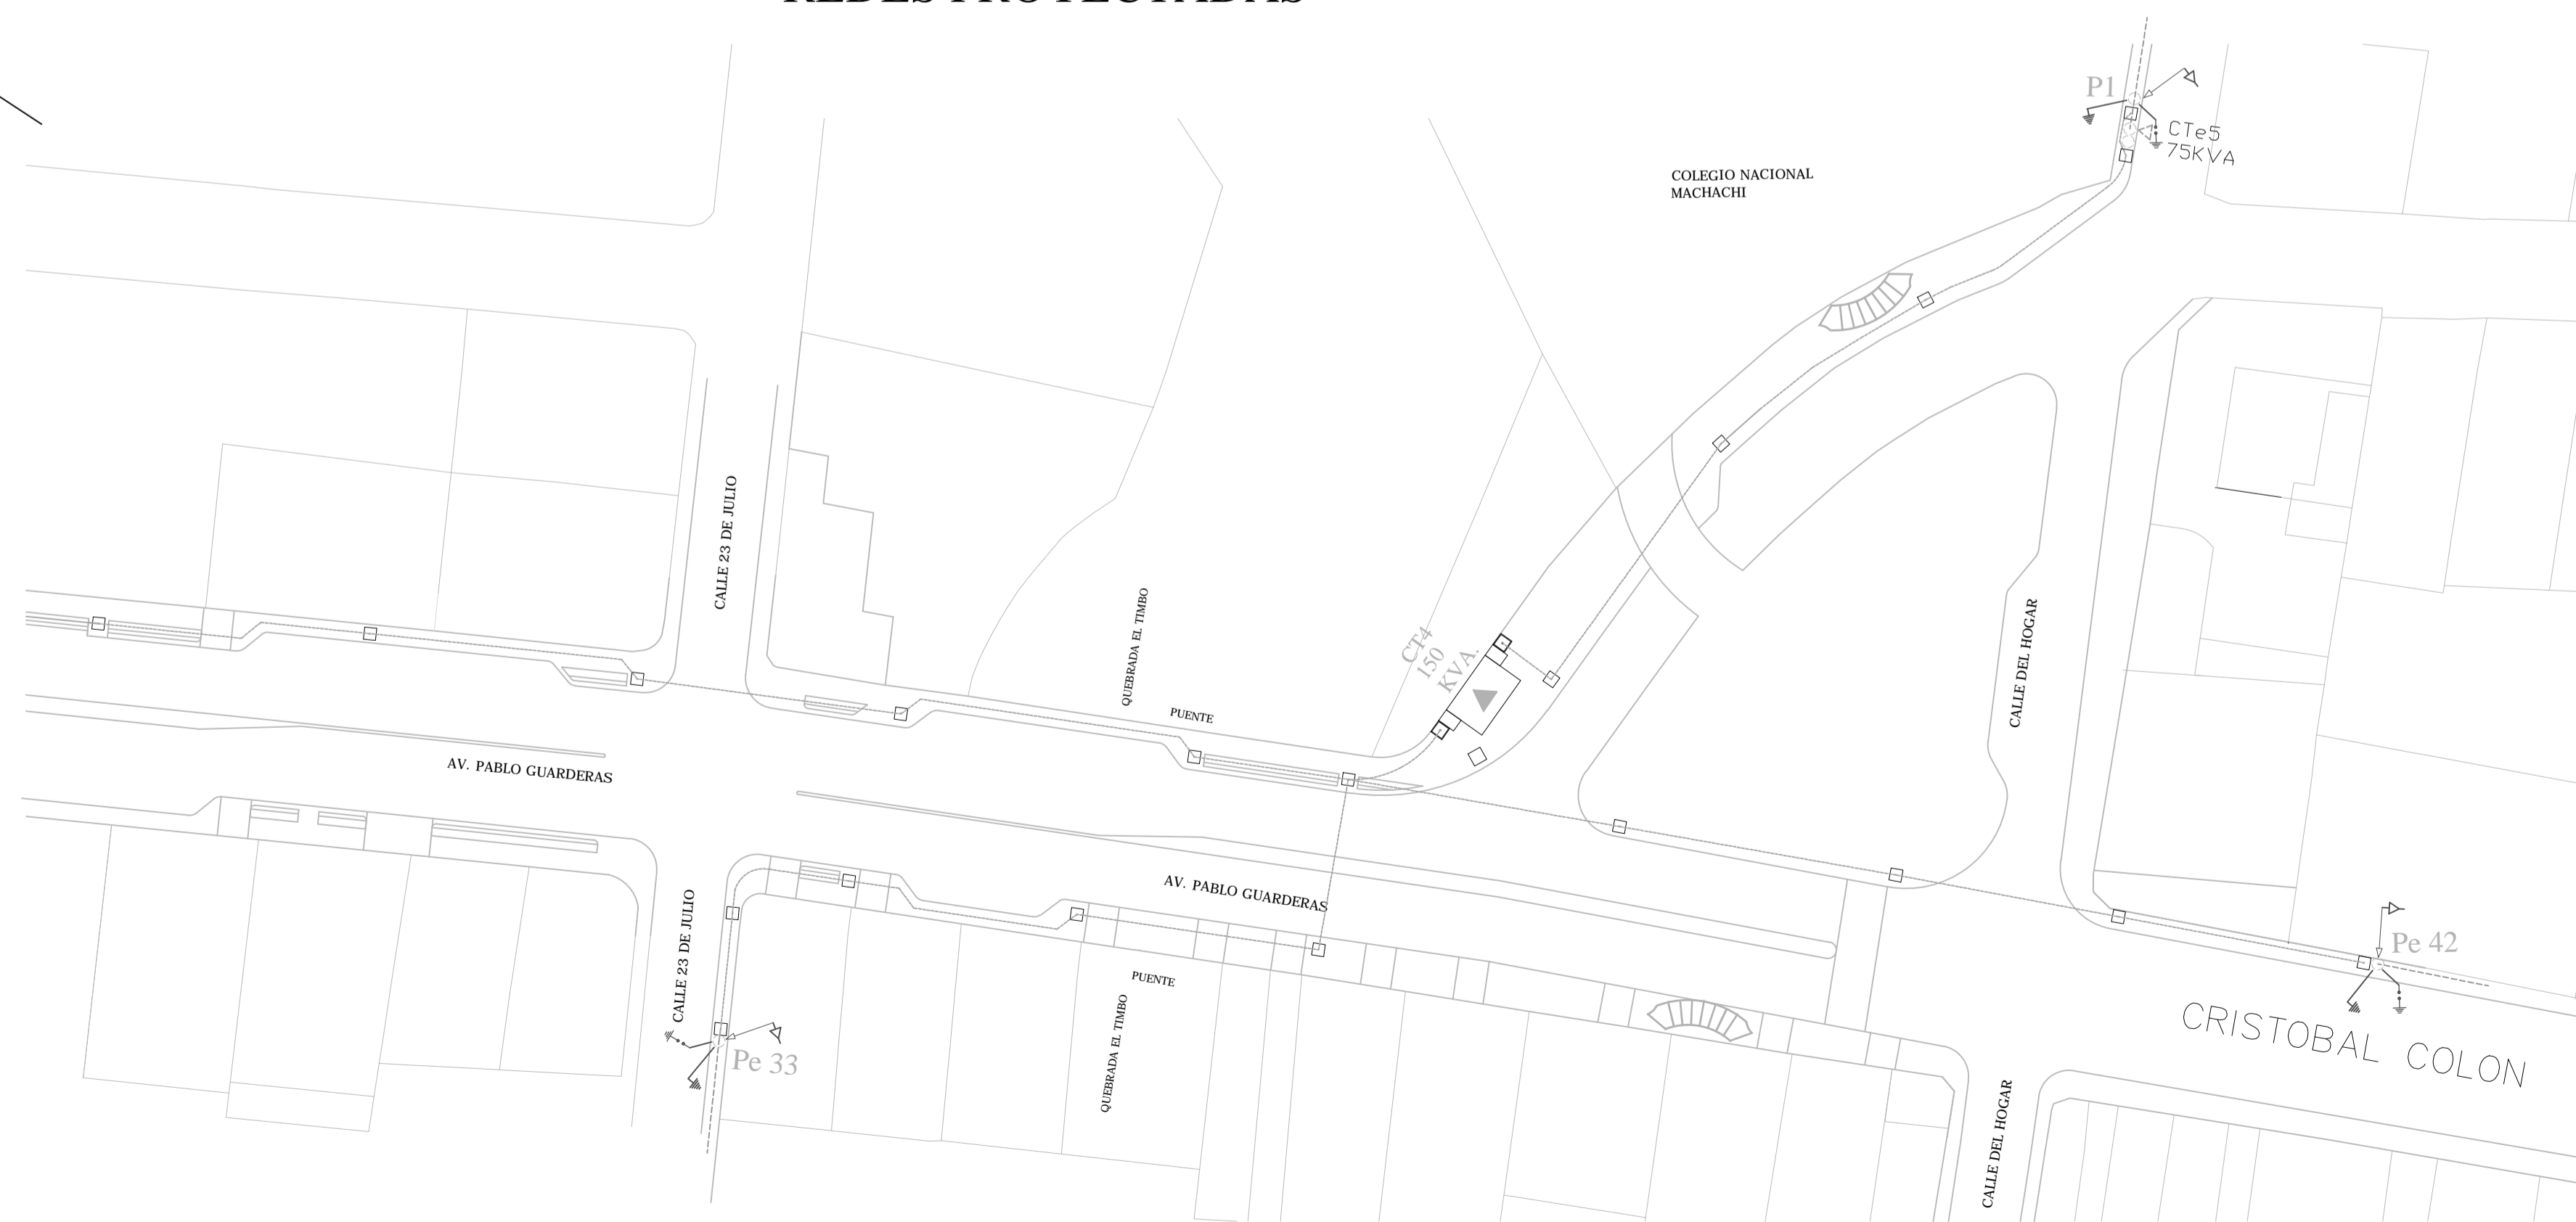 REDES PROYECTADAS
P1
CTe5
75KVA
COLEGIO NACIONAL
MACHACHI
CALLE 23 DE JULIO
QUEBRADA EL TIMBO
PUENTE
CT4
150
KVA.
CALLE DEL HOGAR
AV. PABLO GUARDERAS
AV. PABLO GUARDERAS
CALLE 23 DE JULIO
Pe 33
PUENTE
QUEBRADA EL TIMBO
Pe 42
CRISTOBAL COLON
CALLE DEL HOGAR